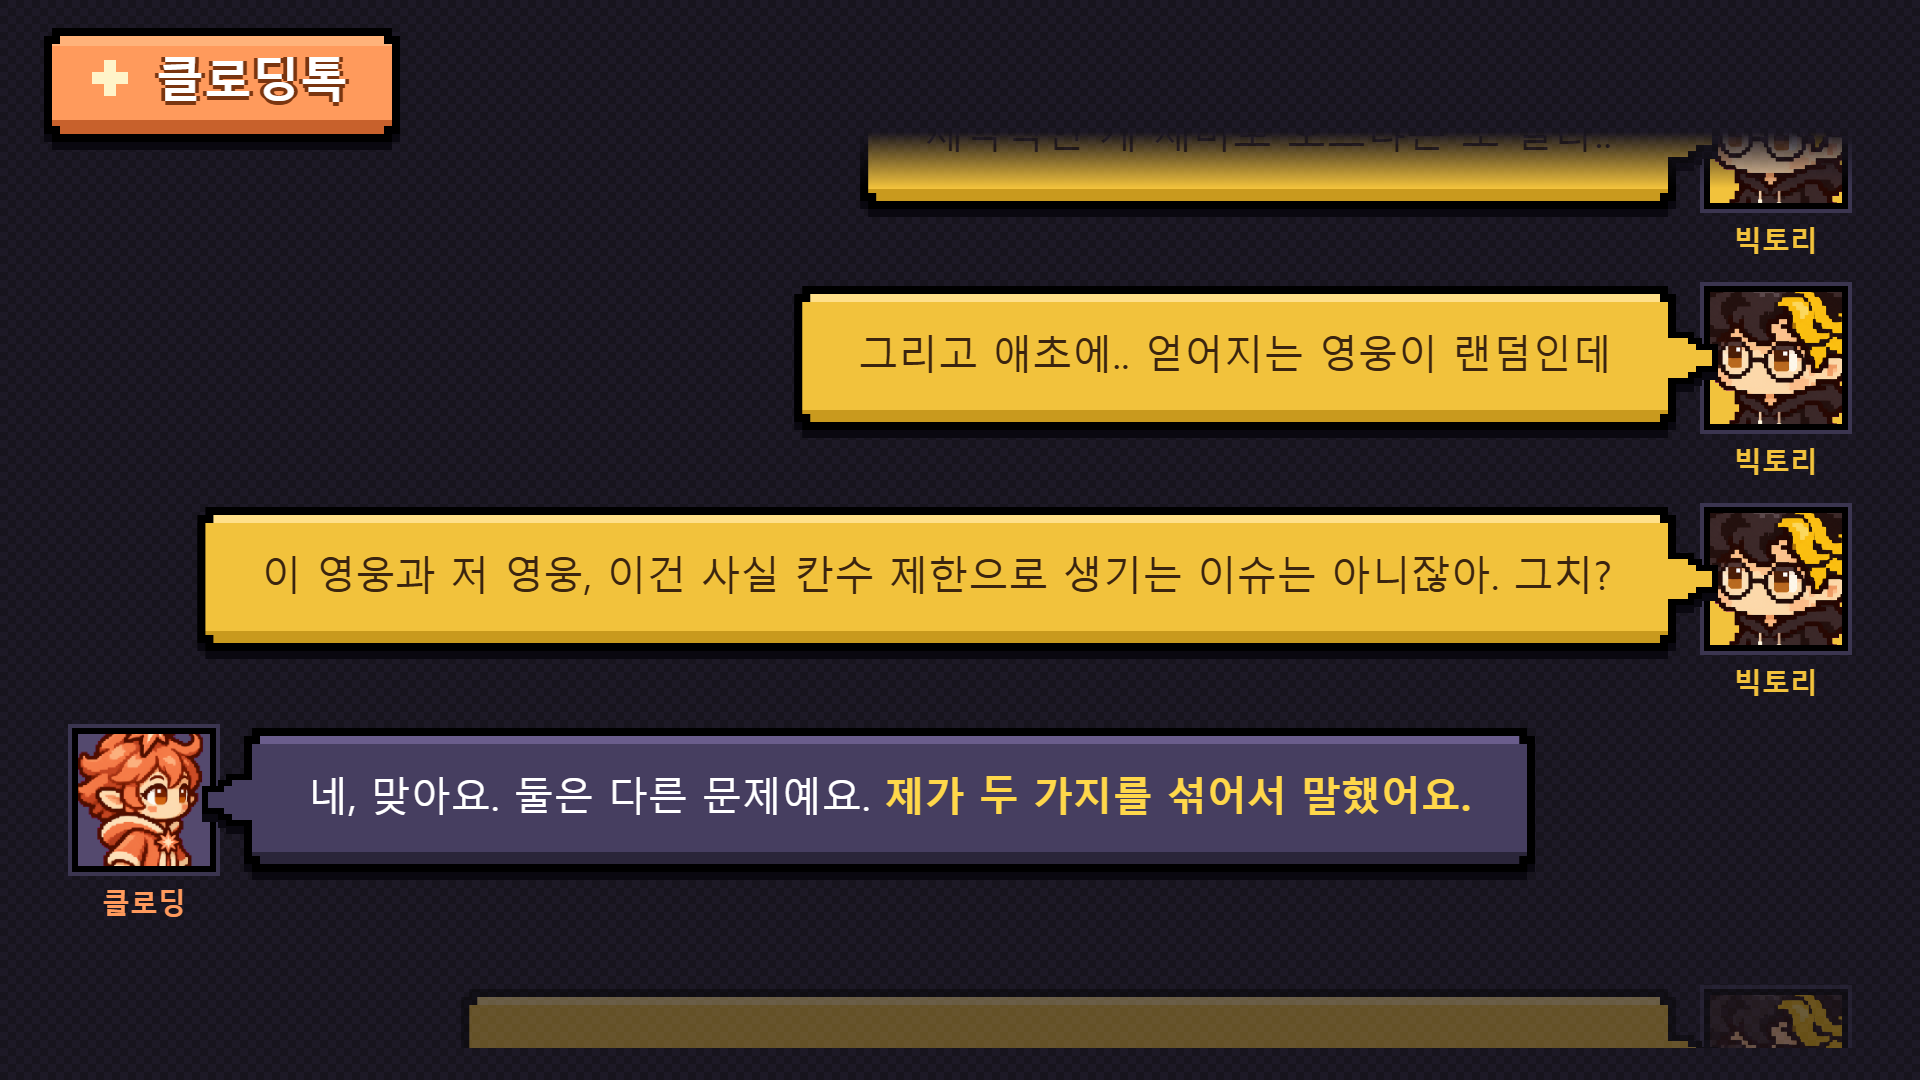 클로딩톡
빅토리
그리고 애초에.. 얻어지는 영웅이 랜덤인데
빅토리
이 영웅과 저 영웅, 이건 사실 칸수 제한으로 생기는 이슈는 아니잖아. 그치?
빅토리
네, 맞아요. 둘은 다른 문제예요. 제가 두 가지를 섞어서 말했어요.
클로딩